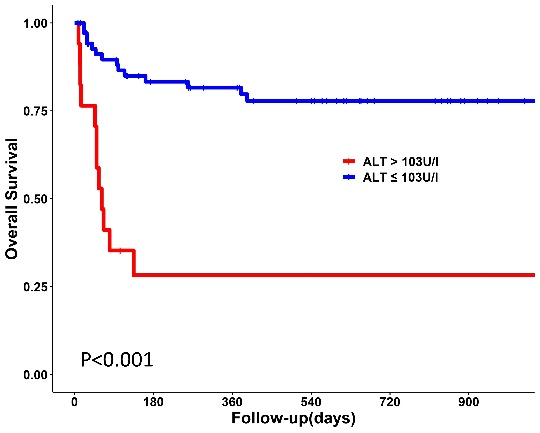 1.00
0.75
0.50
0.25
0.00
Overall Survival
ALT > 103U/l
ALT ≤ 103U/l
P<0.001
0 180 360 540 720 900
Follow-up(days)